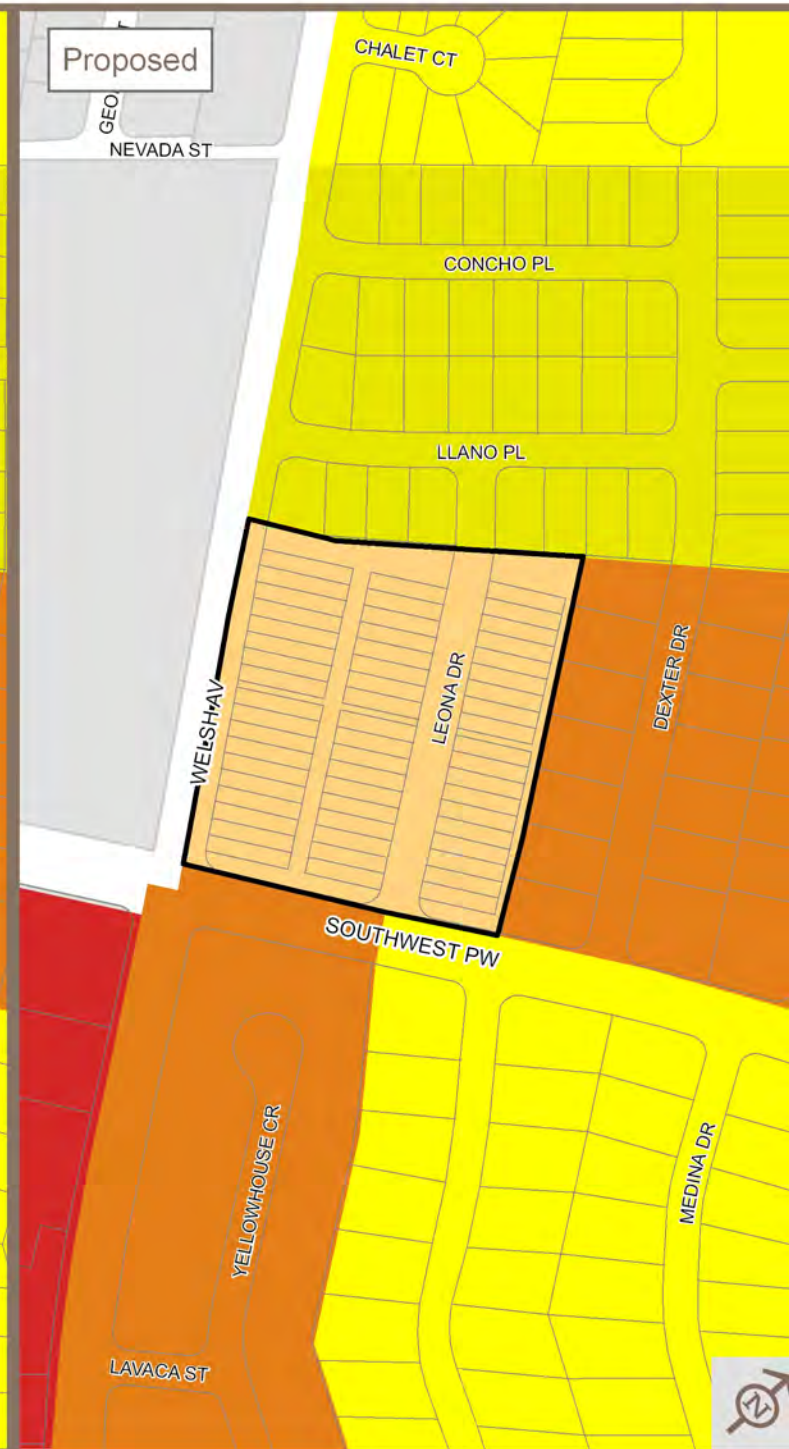 Proposed
CHALET CT
NEVADA ST
CONCHO PL
LLANO PL
WELSH AV
LEONA DR
DEXTER DR
SOUTHWEST PW
YELLOWHOUSE CR
MEDINA DR
LAVACA ST
N